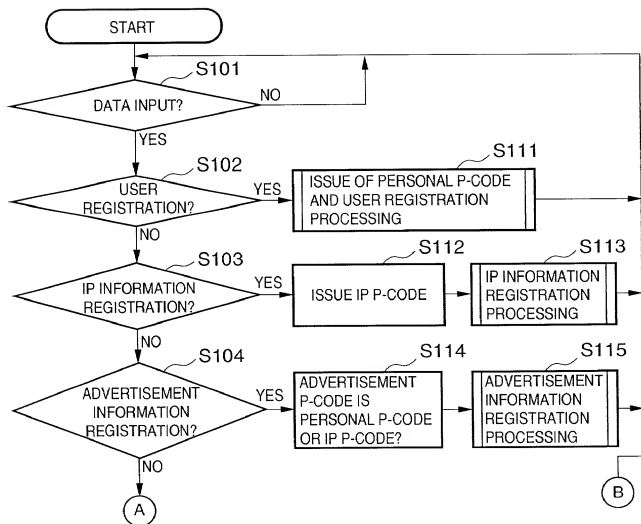 START
S101
DATA INPUT?
NO
YES
S102
USER
REGISTRATION?
YES
S111
ISSUE OF PERSONAL P-CODE
AND USER REGISTRATION
PROCESSING
NO
S103
IP INFORMATION
REGISTRATION?
YES
S112
ISSUE IP P-CODE
S113
IP INFORMATION
REGISTRATION
PROCESSING
NO
S104
ADVERTISEMENT
INFORMATION
REGISTRATION?
YES
S114
ADVERTISEMENT
P-CODE IS
PERSONAL P-CODE
OR IP P-CODE?
S115
ADVERTISEMENT
INFORMATION
REGISTRATION
PROCESSING
NO
A
B